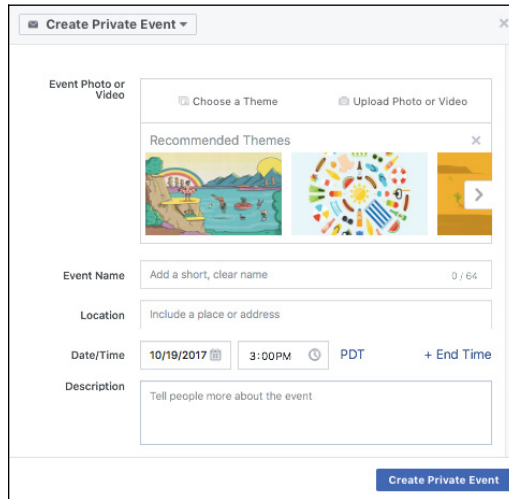 Create Private Event
Event Photo or
Video
Choose a Theme
Upload Photo or Video
Recommended Themes
Event Name
Add a short, clear name
0 / 64
Location
Include a place or address
Date/Time
10/19/2017
3:00PM
PDT
+ End Time
Description
Tell people more about the event
Create Private Event